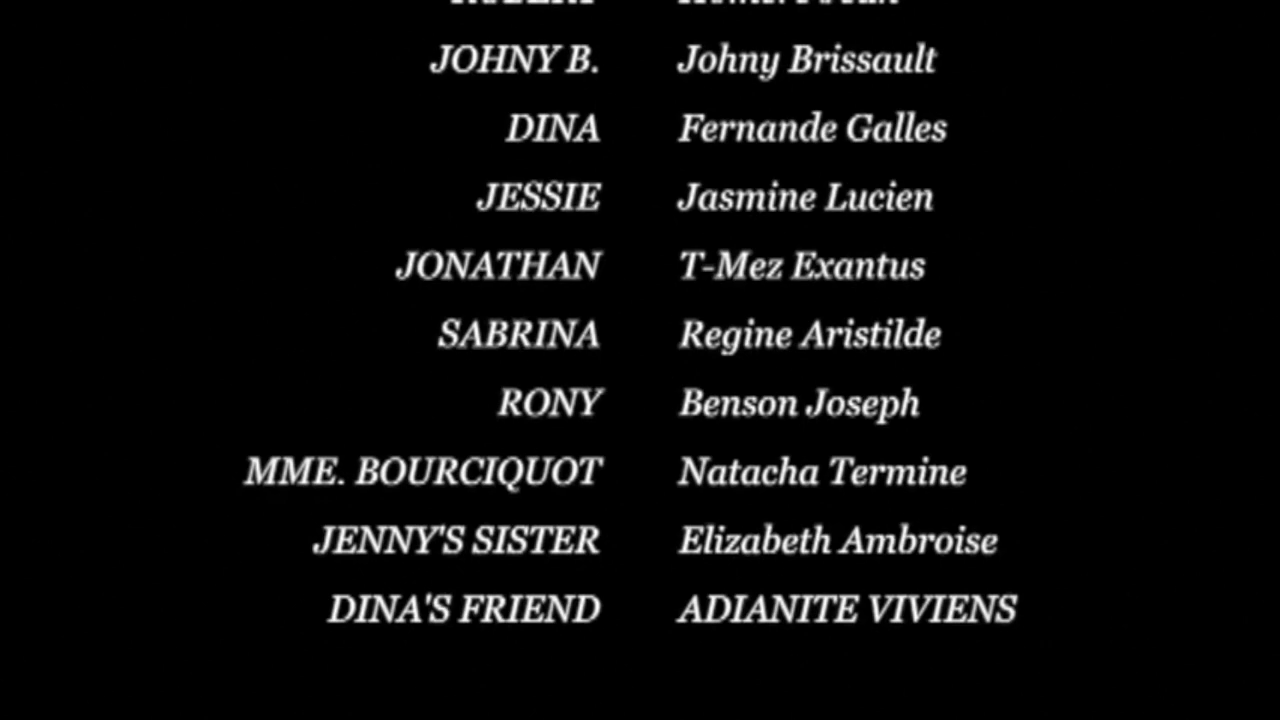 JOHNY B. Johny Brissault
DINA Fernande Galles
JESSIE Jasmine Lucien
JONATHAN T-Mez Exantus
SABRINA Regine Aristilde
RONY Benson Joseph
MME. BOURCIQUOT Natacha Termine
JENNY'S SISTER Elizabeth Ambroise
DINA'S FRIEND ADIANITE VIVIENS